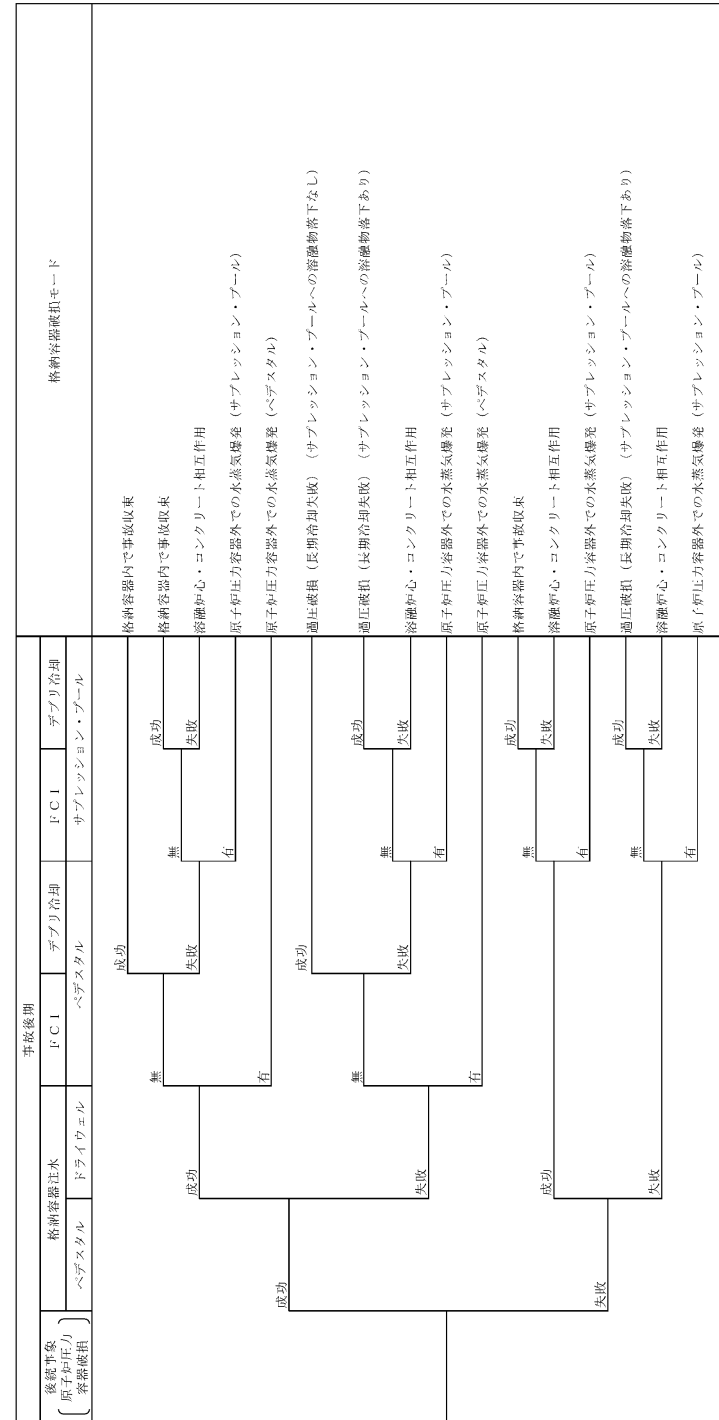 事故後期
格納容器破損モード
後続事象
原子炉圧力
容器破損
格納容器注水
FCI
デブリ冷却
FCI
デブリ冷却
ペデスタル
ドライウェル
ペデスタル
サプレッション・プール
成功
失敗
成功
失敗
成功
失敗
無
有
無
有
成功
失敗
成功
失敗
無
有
無
有
無
有
無
有
成功
失敗
成功
失敗
成功
失敗
成功
失敗
格納容器内で事故収束
格納容器内で事故収束
溶融炉心・コンクリート相互作用
原子炉圧力容器外での水蒸気爆発（サプレッション・プール）
原子炉圧力容器外での水蒸気爆発（ペデスタル）
過圧破損（長期冷却失敗）（サプレッション・プールへの溶融物落下なし）
過圧破損（長期冷却失敗）（サプレッション・プールへの溶融物落下あり）
溶融炉心・コンクリート相互作用
原子炉圧力容器外での水蒸気爆発（サプレッション・プール）
原子炉圧力容器外での水蒸気爆発（ペデスタル）
格納容器内で事故収束
溶融炉心・コンクリート相互作用
原子炉圧力容器外での水蒸気爆発（サプレッション・プール）
過圧破損（長期冷却失敗）（サプレッション・プールへの溶融物落下あり）
溶融炉心・コンクリート相互作用
原子炉圧力容器外での水蒸気爆発（サプレッション・プール）